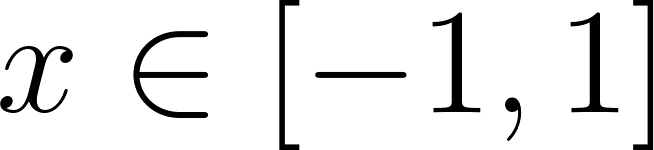 x ∈ [−1, 1]